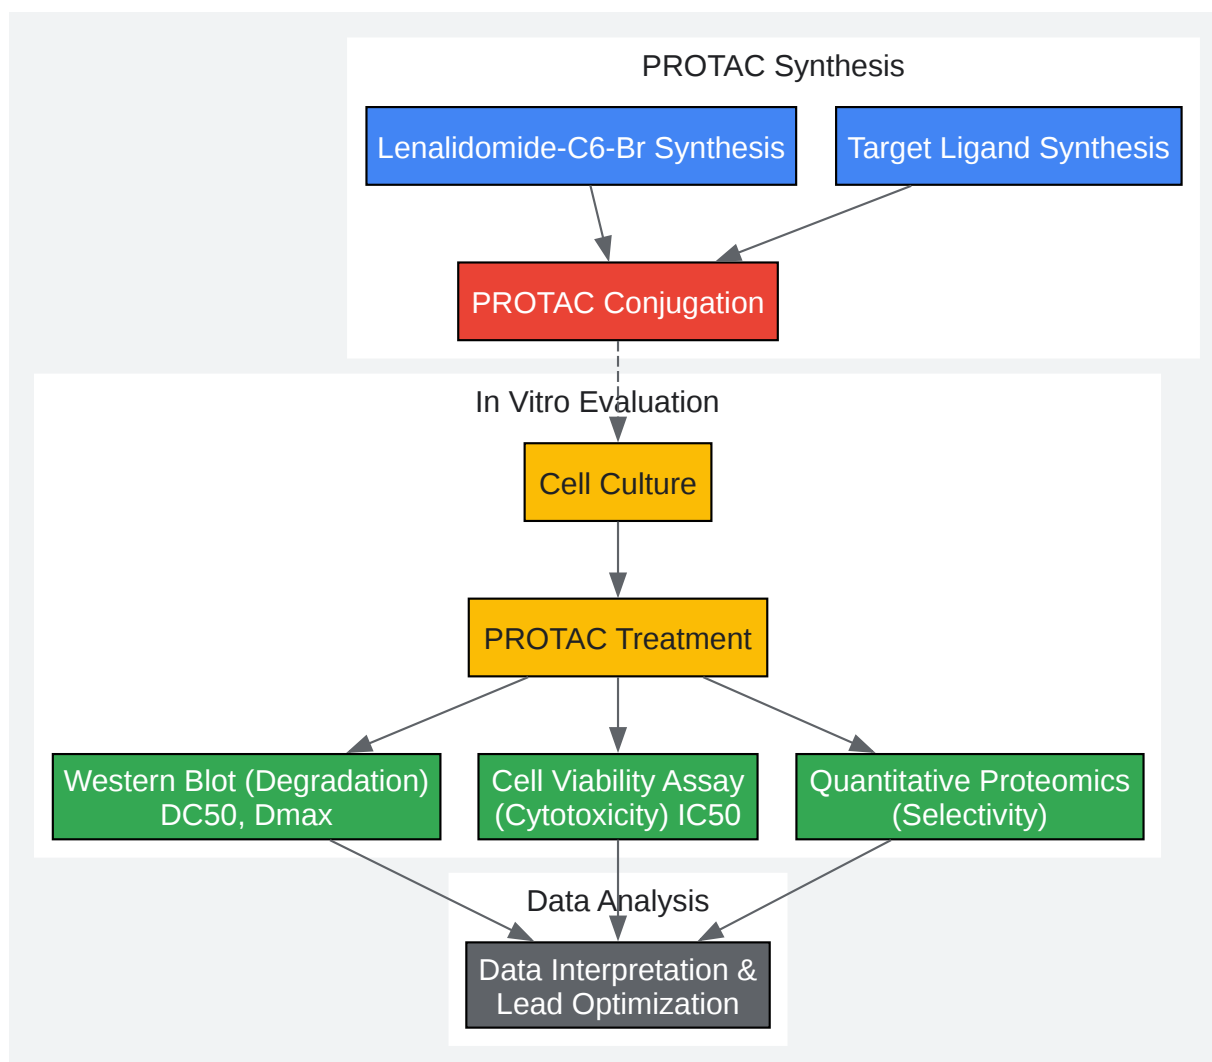 PROTAC Synthesis
Lenalidomide-C6-Br Synthesis
Target Ligand Synthesis
PROTAC Conjugation
In Vitro Evaluation
Cell Culture
PROTAC Treatment
Western Blot (Degradation)
DC50, Dmax
Cell Viability Assay
(Cytotoxicity) IC50
Quantitative Proteomics
(Selectivity)
Data Analysis
Data Interpretation &
Lead Optimization